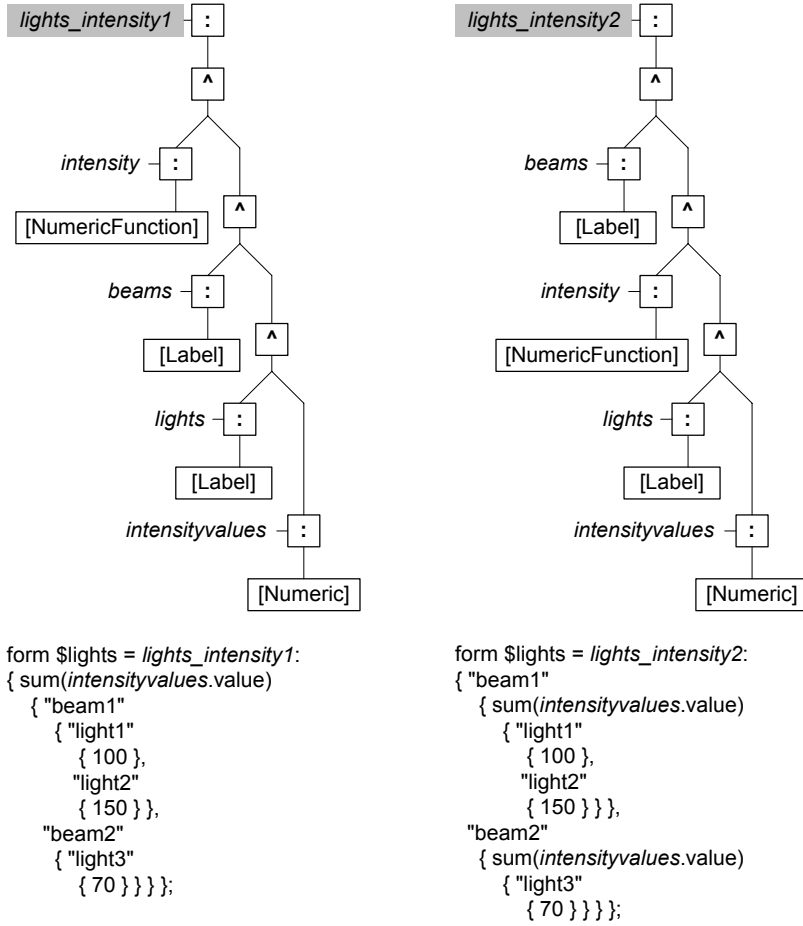 lights_intensity1 :
^
intensity :
[NumericFunction]
^
beams :
[Label]
^
lights :
[Label]
intensityvalues :
[Numeric]
form $lights = lights_intensity1:
{ sum(intensityvalues.value)
{ "beam1"
{ "light1"
{ 100 },
"light2"
{ 150 } },
"beam2"
{ "light3"
{ 70 } } } };
lights_intensity2 :
^
beams :
[Label]
^
intensity :
[NumericFunction]
^
lights :
[Label]
intensityvalues :
[Numeric]
form $lights = lights_intensity2:
{ "beam1"
{ sum(intensityvalues.value)
{ "light1"
{ 100 },
"light2"
{ 150 } } },
"beam2"
{ sum(intensityvalues.value)
{ "light3"
{ 70 } } } };